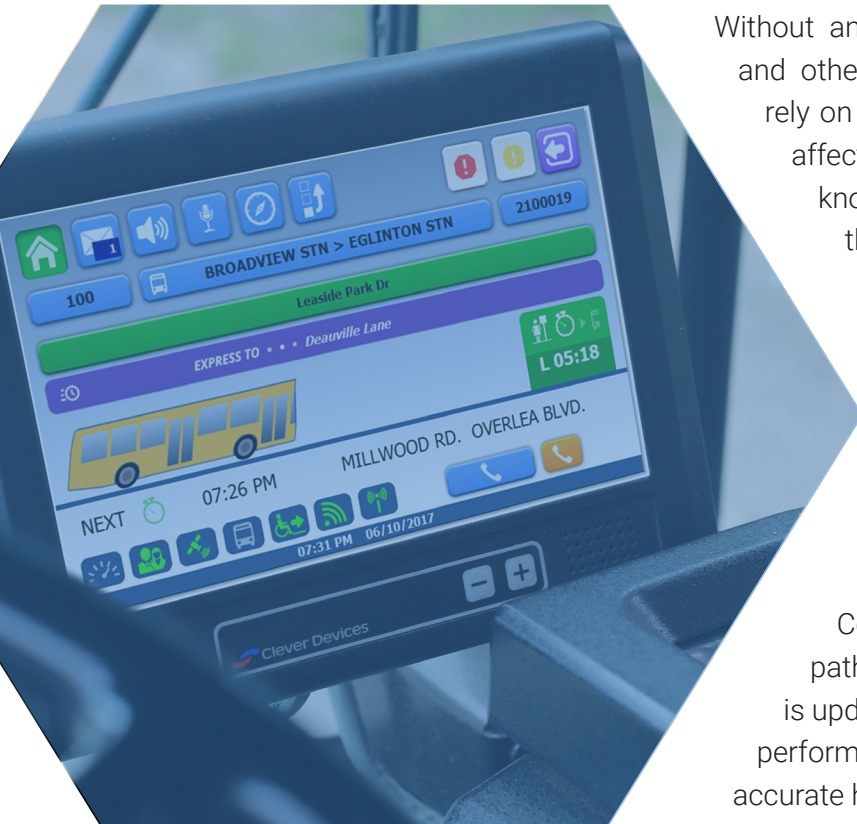 Without an
and othe
rely on
affect
kno
th
1
100
BROADVIEW STN > EGLINTON STN
2100019
Leaside Park Dr
EXPRESS TO • • • Deauville Lane
L 05:18
NEXT
07:26 PM
MILLWOOD RD. OVERLEA BLVD.
07:31 PM 06/10/2017
Clever Devices
− +
C
path
is upd
perform
accurate h